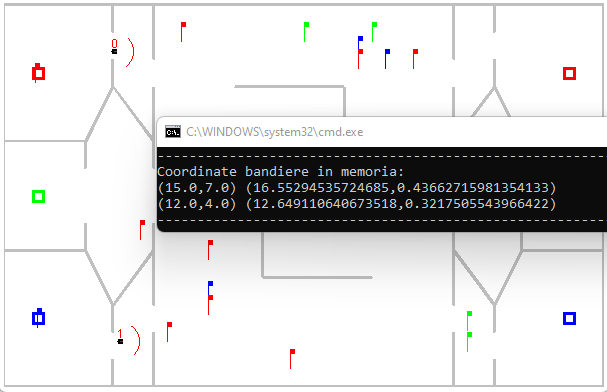 0
C:\WINDOWS\system32\cmd.exe
Coordinate bandiere in memoria:
(15.0,7.0) (16.55294535724685,0.43662715981354133)
(12.0,4.0) (12.649110640673518,0.3217505543966422)
1